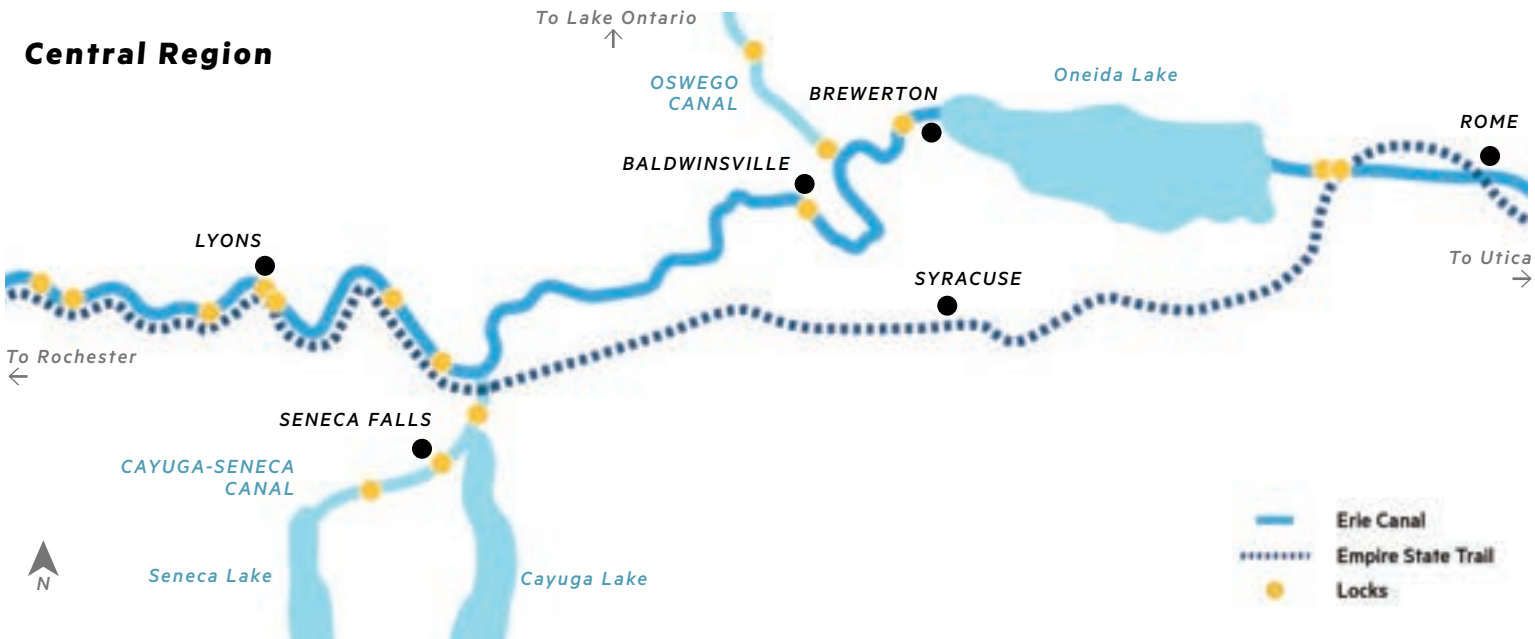 To Lake Ontario
Central Region
Oneida Lake
OSWEGO
CANAL
BREWERTON
ROME
BALDWINSVILLE
LYONS
To Utica
SYRACUSE
To Rochester
SENECA FALLS
CAYUGA-SENECA
CANAL
Erie Canal
Empire State Trail
Seneca Lake
Cayuga Lake
N
Locks